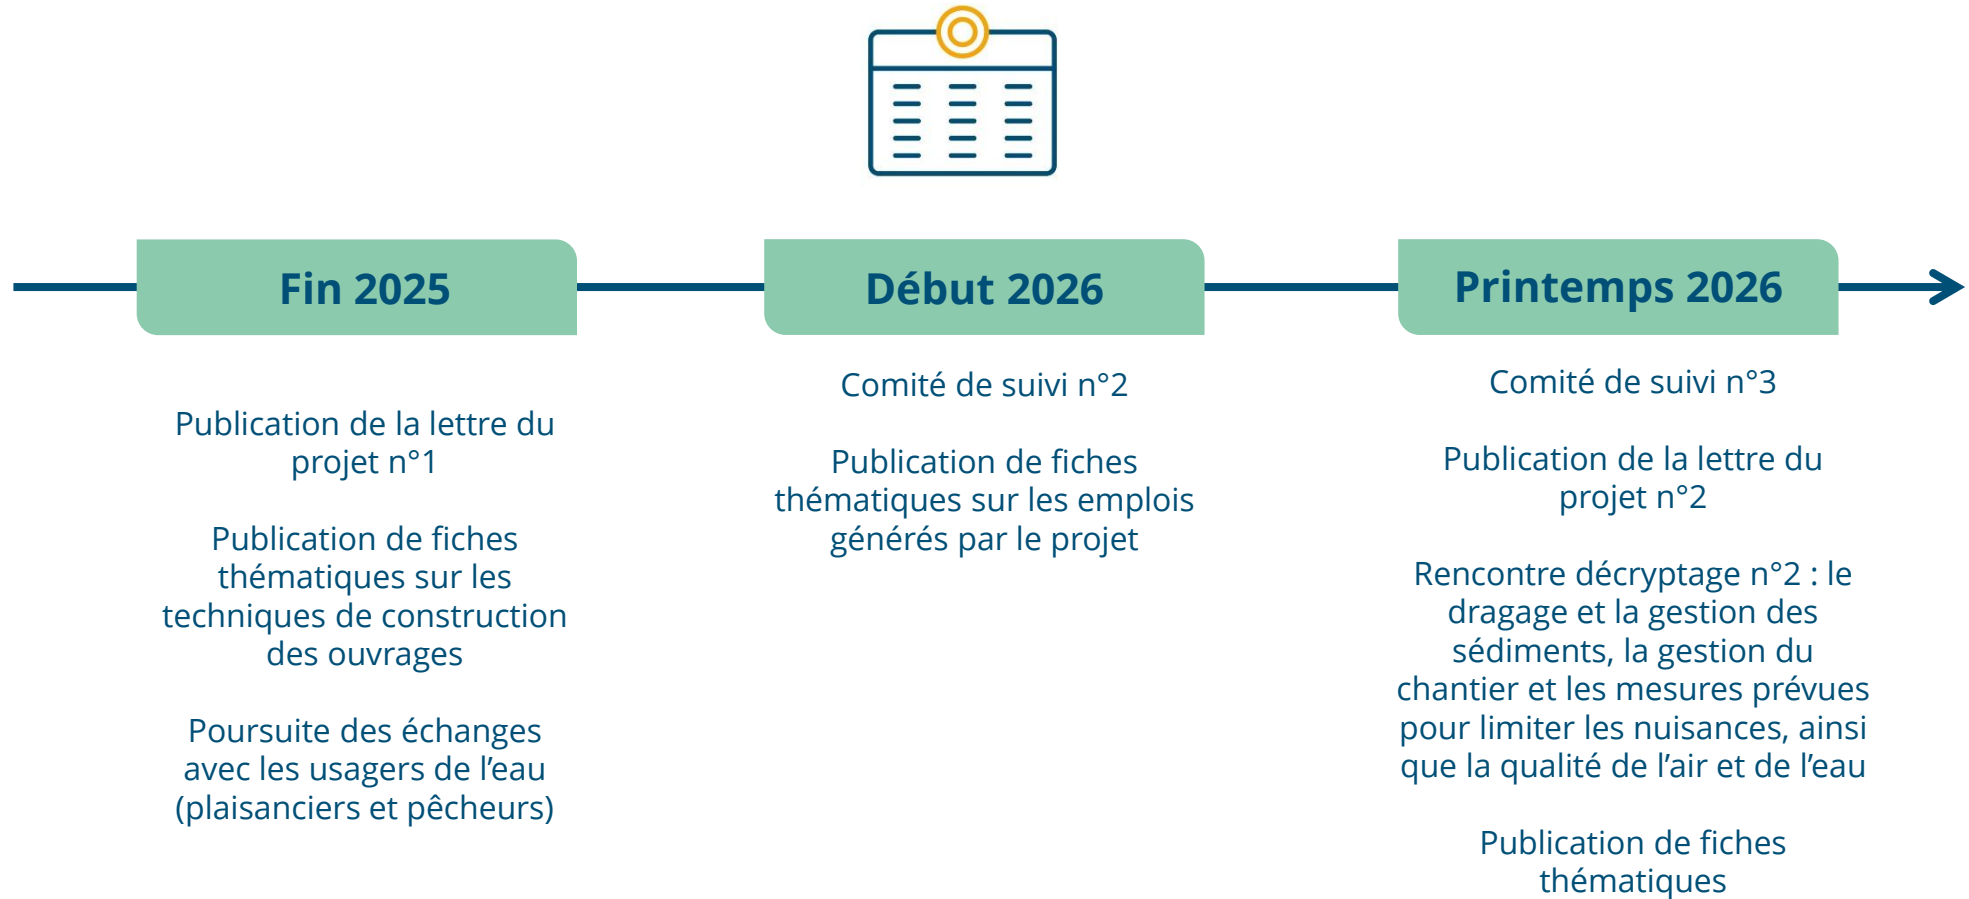 Fin 2025
Publication de la lettre du
projet n°1
Publication de fiches
thématiques sur les
techniques de construction
des ouvrages
Poursuite des échanges
avec les usagers de l’eau
(plaisanciers et pêcheurs)
Début 2026
Comité de suivi n°2
Publication de fiches
thématiques sur les emplois
générés par le projet
Printemps 2026
Comité de suivi n°3
Publication de la lettre du
projet n°2
Rencontre décryptage n°2 : le
dragage et la gestion des
sédiments, la gestion du
chantier et les mesures prévues
pour limiter les nuisances, ainsi
que la qualité de l’air et de l’eau
Publication de fiches
thématiques